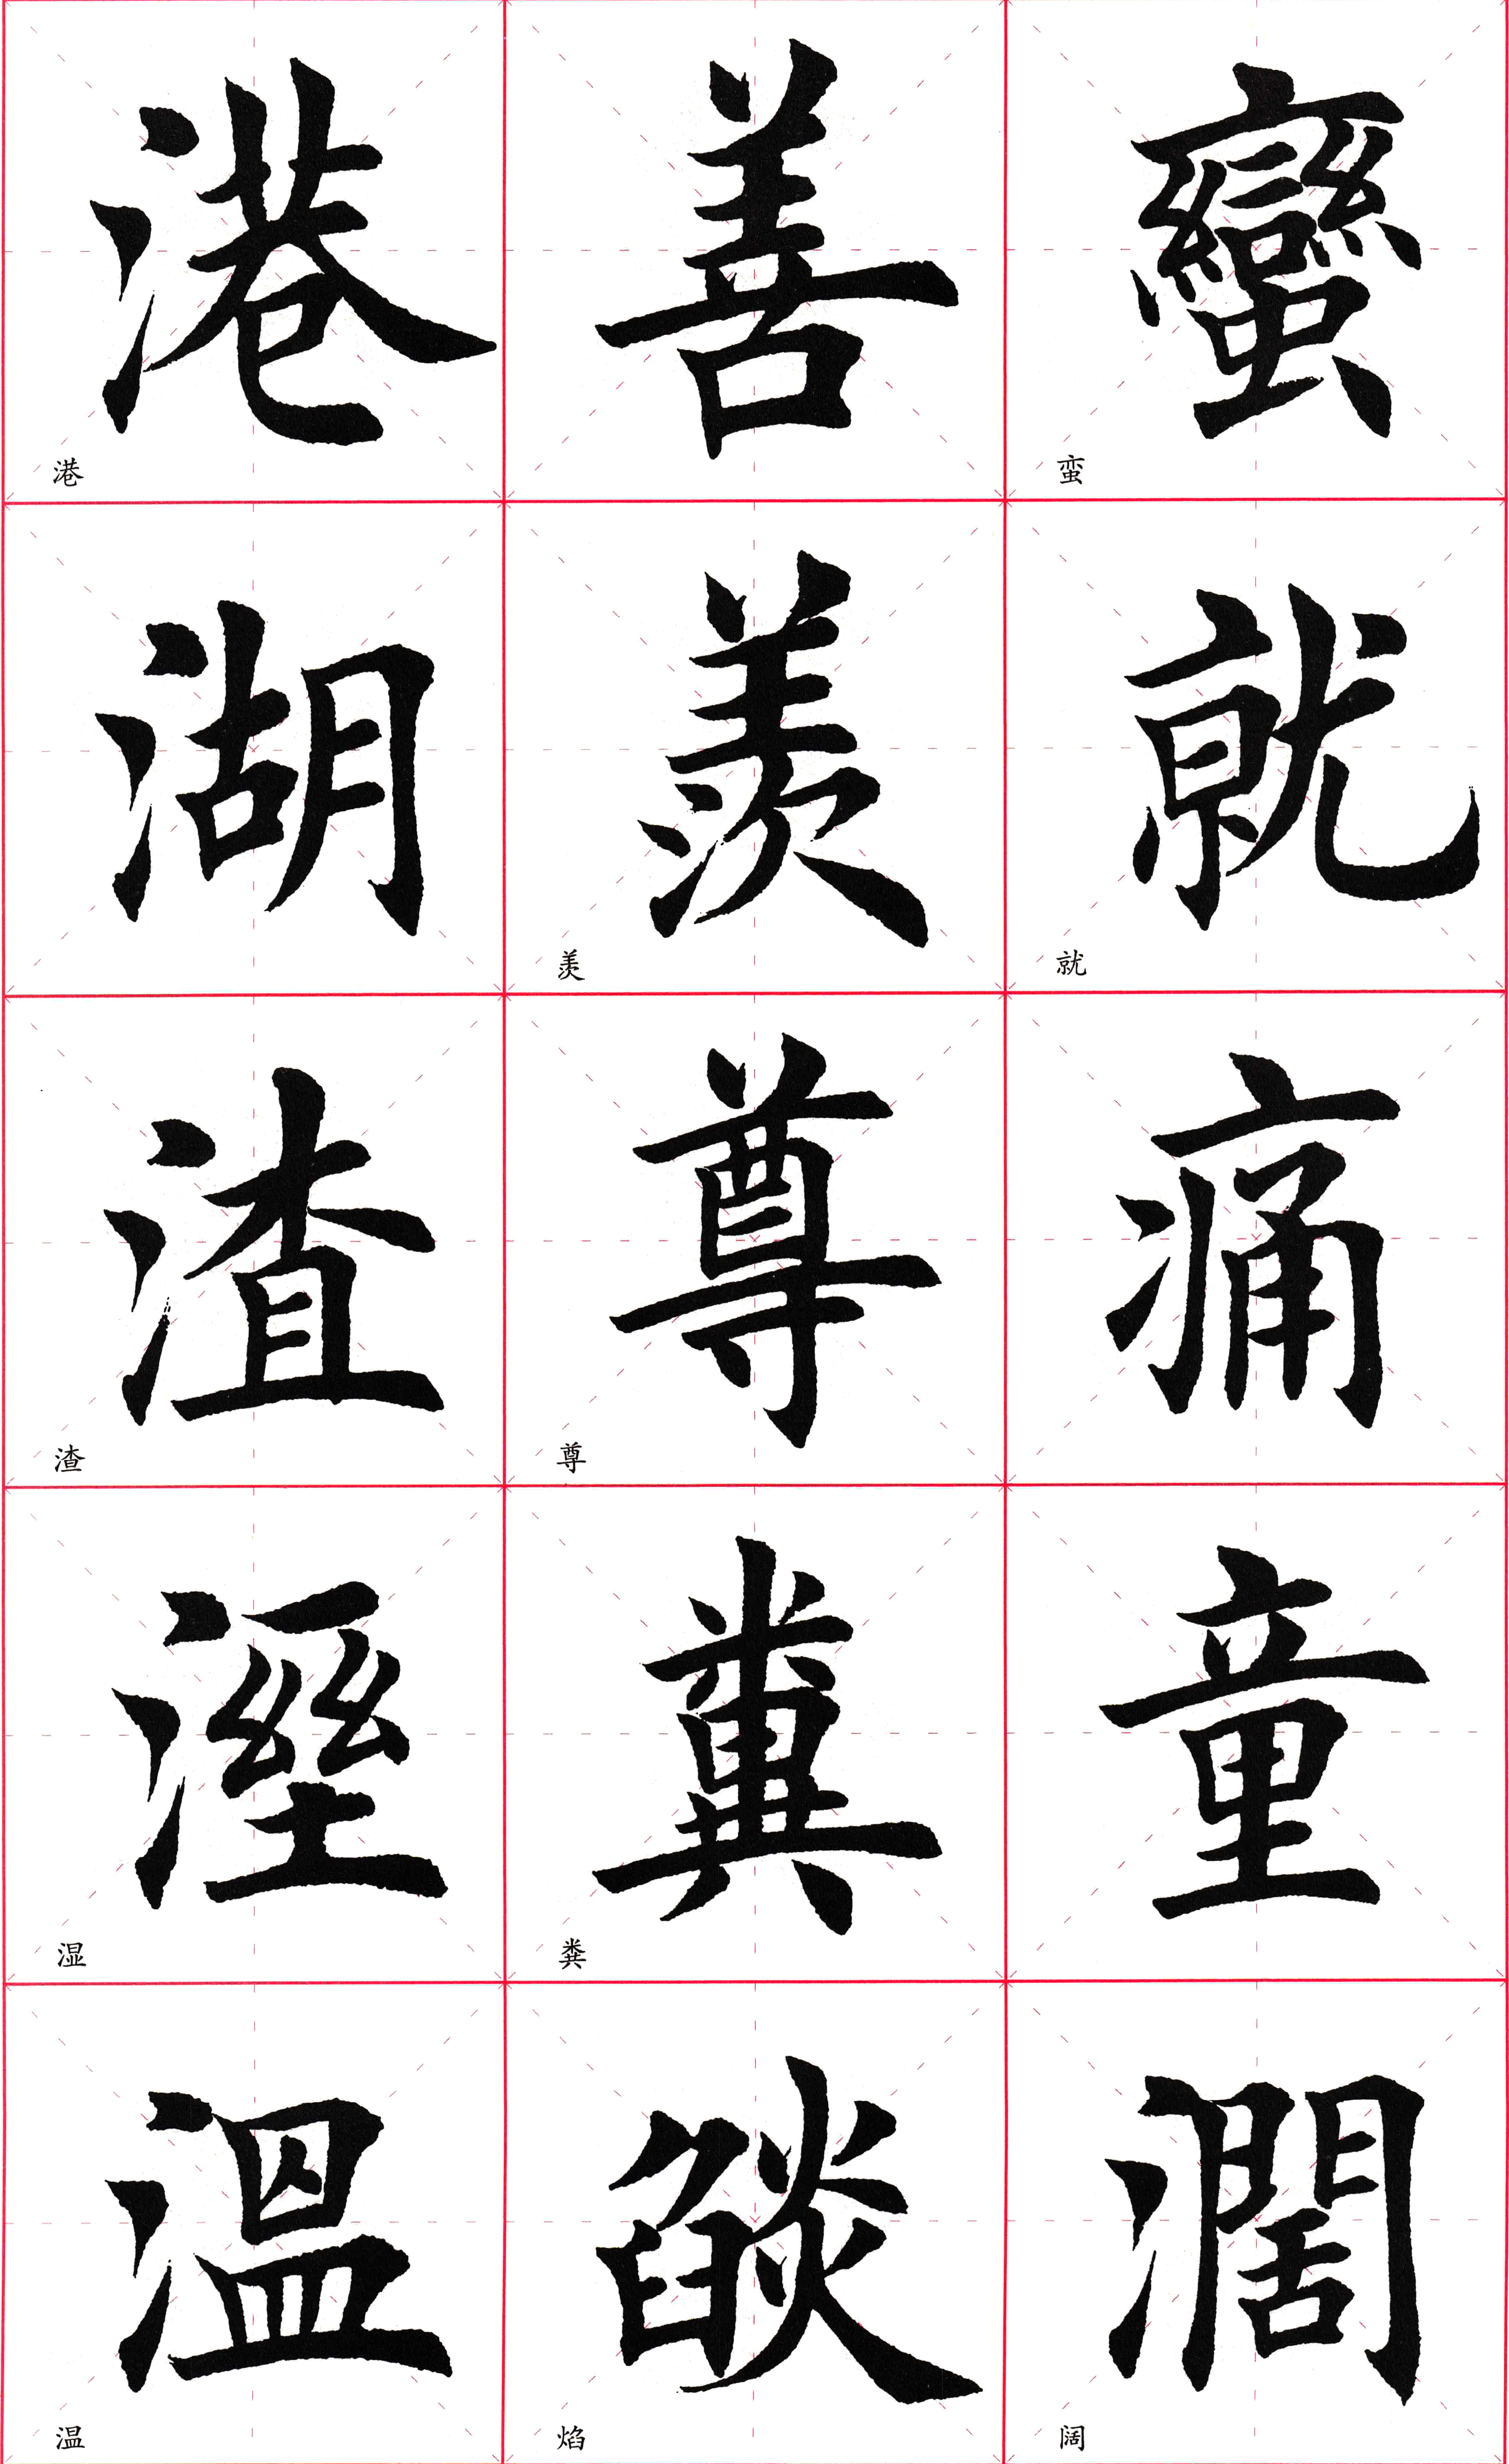 港 善 蠻
港 蛮
湖 羡 就
羡 就
渣 尊 痛
渣 尊
溼 糞 童
湿 粪
溫 燄 濶
温 焰 阔